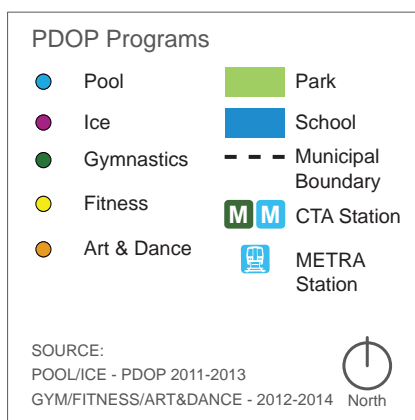 PDOP Programs
Pool
Ice
Gymnastics
Fitness
Art & Dance
Park
School
Municipal
Boundary
M M CTA Station
METRA
Station
SOURCE:
POOL/ICE - PDOP 2011-2013
GYM/FITNESS/ART&DANCE - 2012-2014
North